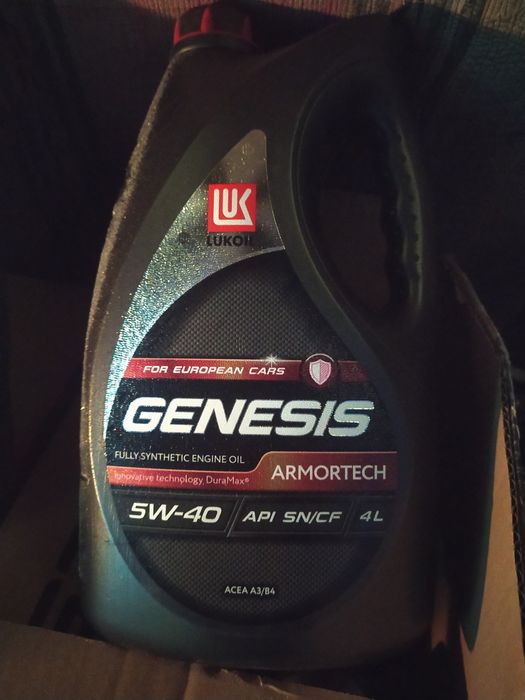 LUK
LUKOIL
FOR EUROPEAN CARS
GENESIS
FULLY SYNTHETIC ENGINE OIL
Innovative technology DuraMax®
ARMORTECH
5W-40 API SN/CF 4L
ACEA A3/B4